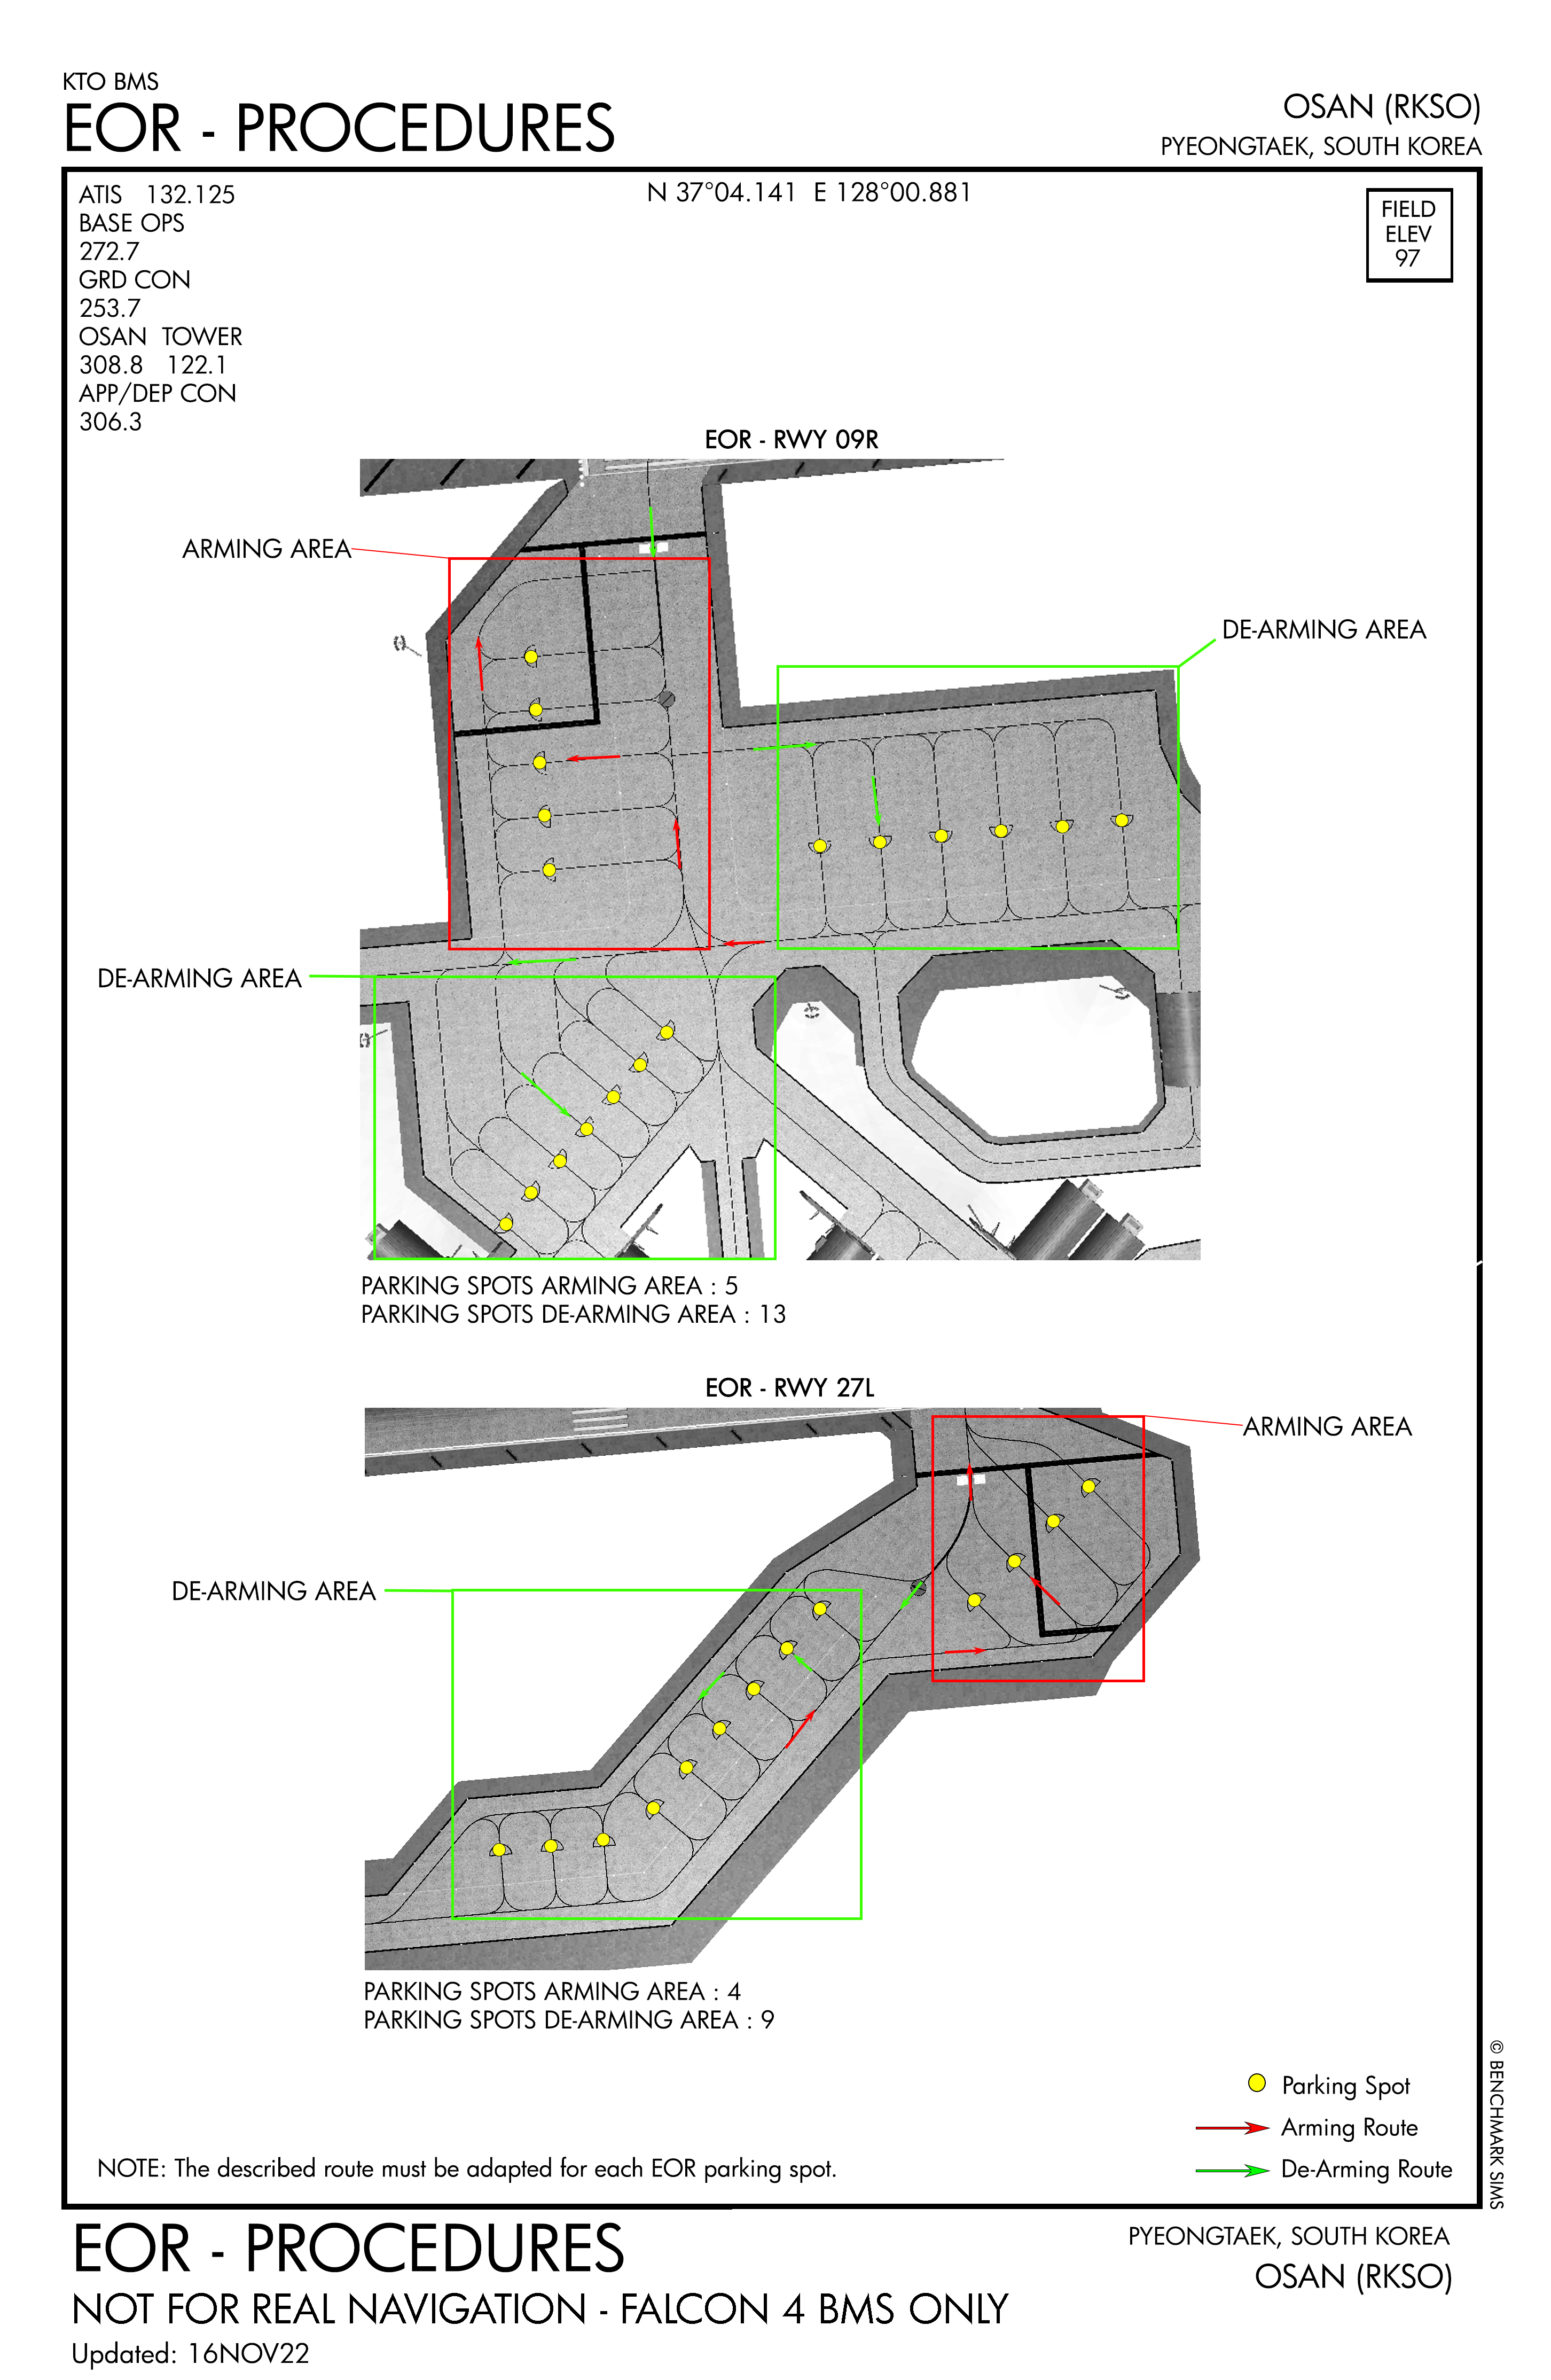 KTO BMS
EOR - PROCEDURES
OSAN (RKSO)
PYEONGTAEK, SOUTH KOREA
ATIS 132.125
BASE OPS
272.7
GRD CON
253.7
OSAN TOWER
308.8 122.1
APP/DEP CON
306.3
N 37°04.141 E 128°00.881
FIELD
ELEV
97
EOR - RWY 09R
ARMING AREA
DE-ARMING AREA
DE-ARMING AREA
PARKING SPOTS ARMING AREA : 5
PARKING SPOTS DE-ARMING AREA : 13
EOR - RWY 27L
ARMING AREA
DE-ARMING AREA
PARKING SPOTS ARMING AREA : 4
PARKING SPOTS DE-ARMING AREA : 9
Parking Spot
Arming Route
De-Arming Route
NOTE: The described route must be adapted for each EOR parking spot.
© BENCHMARK SIMS
EOR - PROCEDURES
PYEONGTAEK, SOUTH KOREA
OSAN (RKSO)
NOT FOR REAL NAVIGATION - FALCON 4 BMS ONLY
Updated: 16NOV22